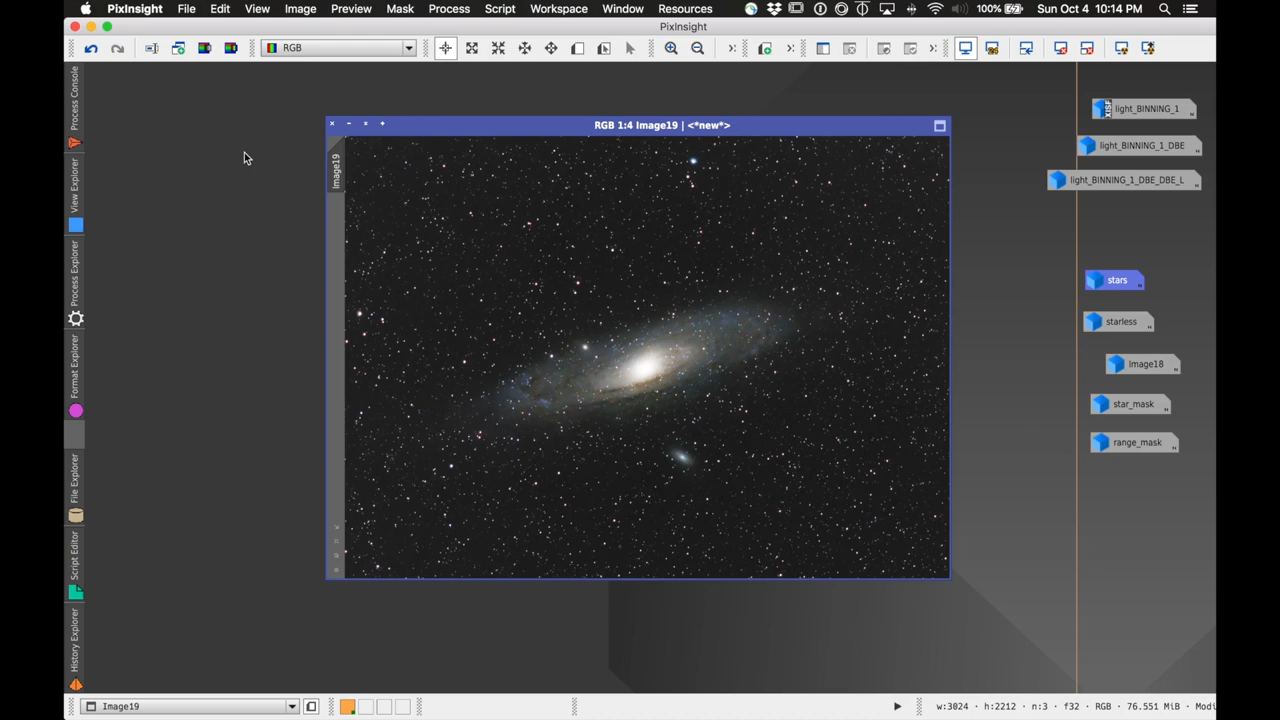 PixInsight File Edit View Image Preview Mask Process Script Workspace Window Resources 100% Sun Oct 4 10:14 PM
PixInsight
RGB
Process Console
View Explorer
Process Explorer
Format Explorer
File Explorer
Script Editor
History Explorer
RGB 1:4 Image19 | <*new*>
Image19
light_BINNING_1
light_BINNING_1_DBE
light_BINNING_1_DBE_DBE_L
stars
starless
Image18
star_mask
range_mask
Image19
w:3024 h:2212 n:3 f32 RGB 76.551 MiB Modi